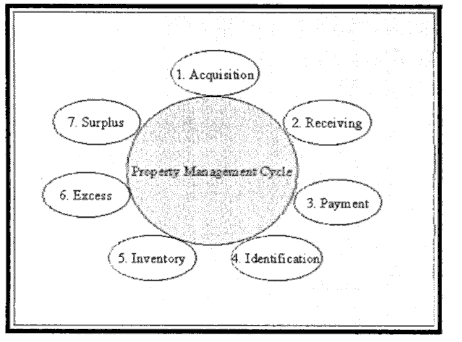 1. Acquisition
2. Receiving
3. Payment
4. Identification
5. Inventory
6. Excess
7. Surplus
Property Management Cycle